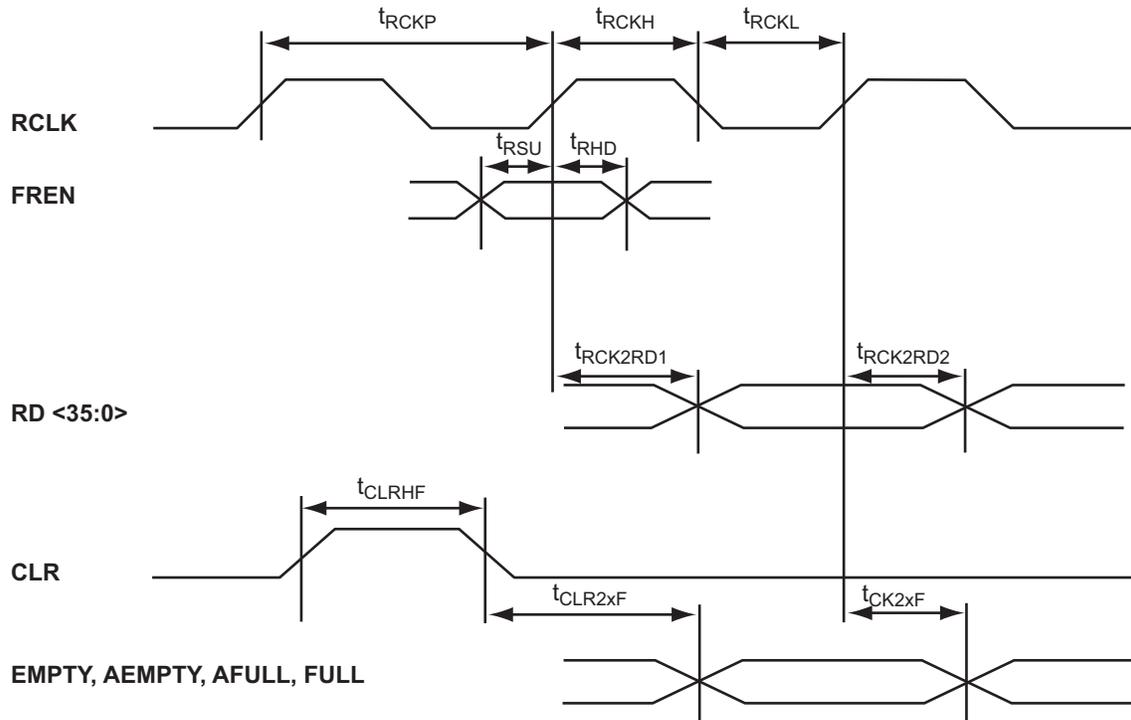 tRCKP tRCKH tRCKL
RCLK
tRSU tRHD
FREN
tRCK2RD1 tRCK2RD2
RD <35:0>
tCLRHF
CLR
tCLR2xF tCK2xF
EMPTY, AEMPTY, AFULL, FULL